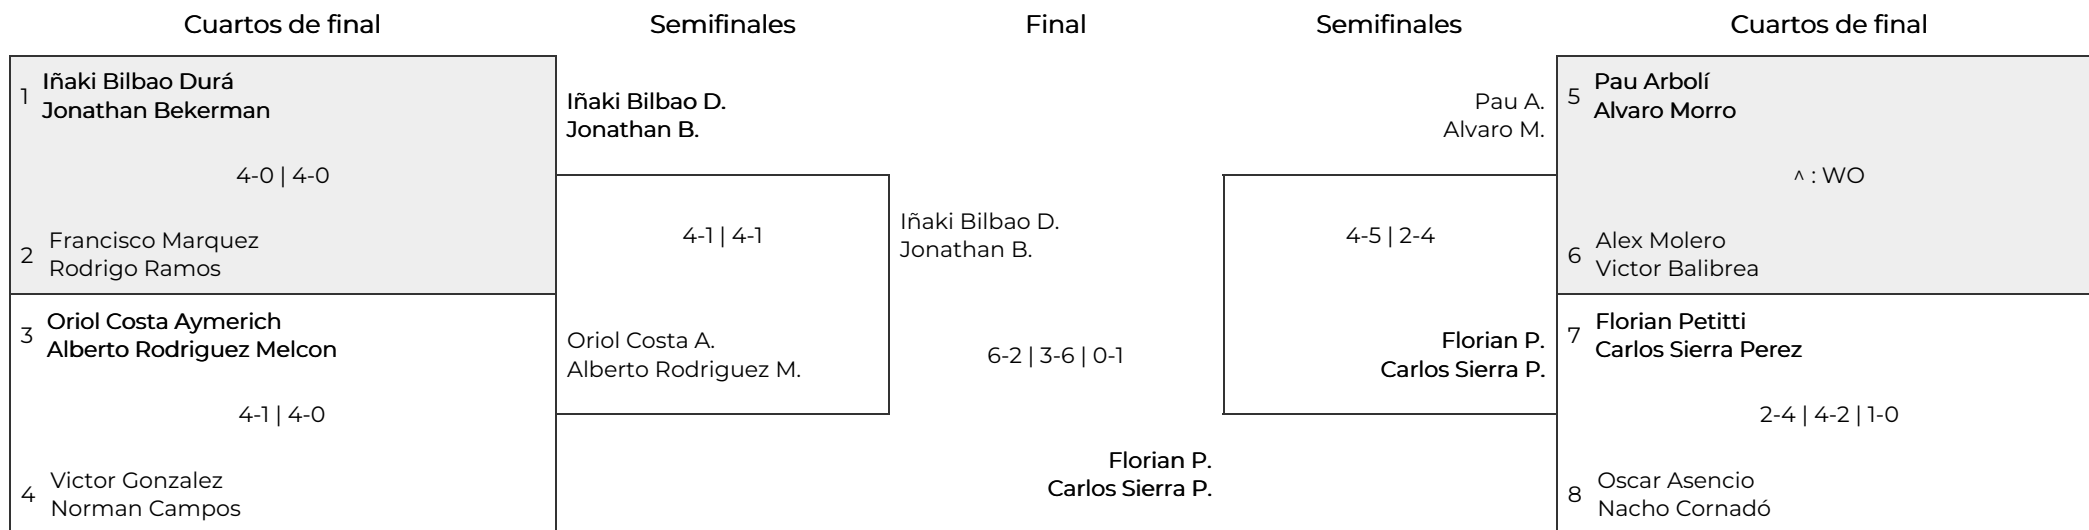 Cuartos de final
Semifinales
Final
Semifinales
Cuartos de final
1
Iñaki Bilbao Durá
Jonathan Bekerman
4-0 | 4-0
2
Francisco Marquez
Rodrigo Ramos
3
Oriol Costa Aymerich
Alberto Rodriguez Melcon
4-1 | 4-0
4
Victor Gonzalez
Norman Campos
Iñaki Bilbao D.
Jonathan B.
4-1 | 4-1
Oriol Costa A.
Alberto Rodriguez M.
Iñaki Bilbao D.
Jonathan B.
6-2 | 3-6 | 0-1
Florian P.
Carlos Sierra P.
Pau A.
Alvaro M.
4-5 | 2-4
Florian P.
Carlos Sierra P.
5
Pau Arbolí
Alvaro Morro
^ : WO
6
Alex Molero
Victor Balibrea
7
Florian Petitti
Carlos Sierra Perez
2-4 | 4-2 | 1-0
8
Oscar Asencio
Nacho Cornadó